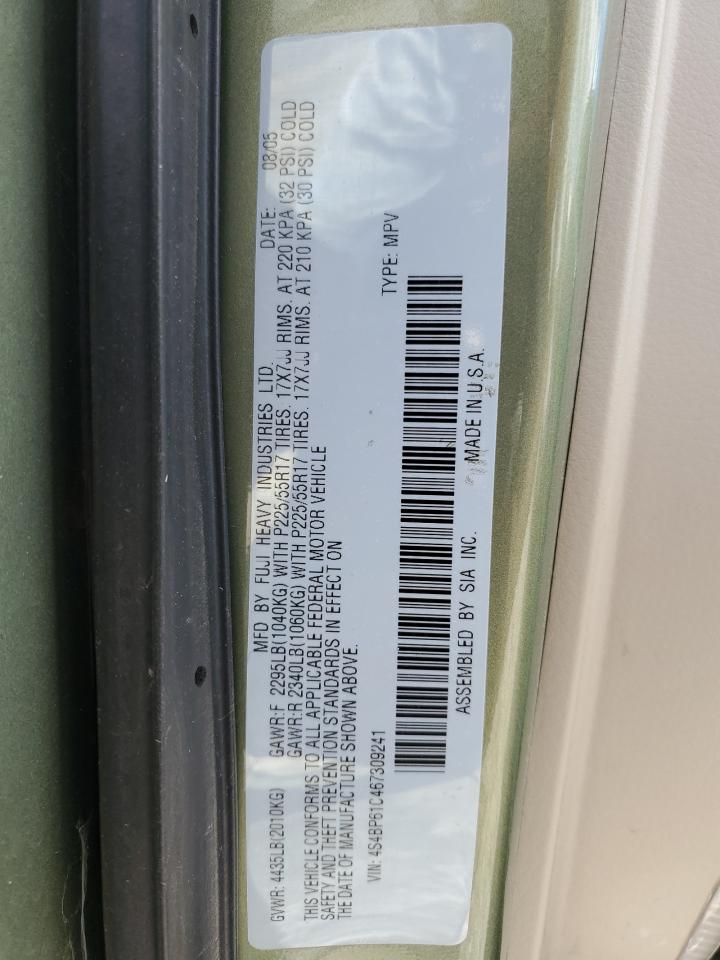 MFD BY FUJI HEAVY INDUSTRIES LTD. DATE: 08/05
GVWR: 4435LB(2010KG) GAWR:F 2295LB(1040KG) WITH P225/55R17 TIRES. 17X7JJ RIMS. AT 220 KPA (32 PSI) COLD
GAWR:R 2340LB(1060KG) WITH P225/55R17 TIRES. 17X7JJ RIMS. AT 210 KPA (30 PSI) COLD
THIS VEHICLE CONFORMS TO ALL APPLICABLE FEDERAL MOTOR VEHICLE
SAFETY AND THEFT PREVENTION STANDARDS IN EFFECT ON
THE DATE OF MANUFACTURE SHOWN ABOVE.
VIN: 4S4BP61C467309241 TYPE: MPV
ASSEMBLED BY SIA INC. MADE IN U.S.A.